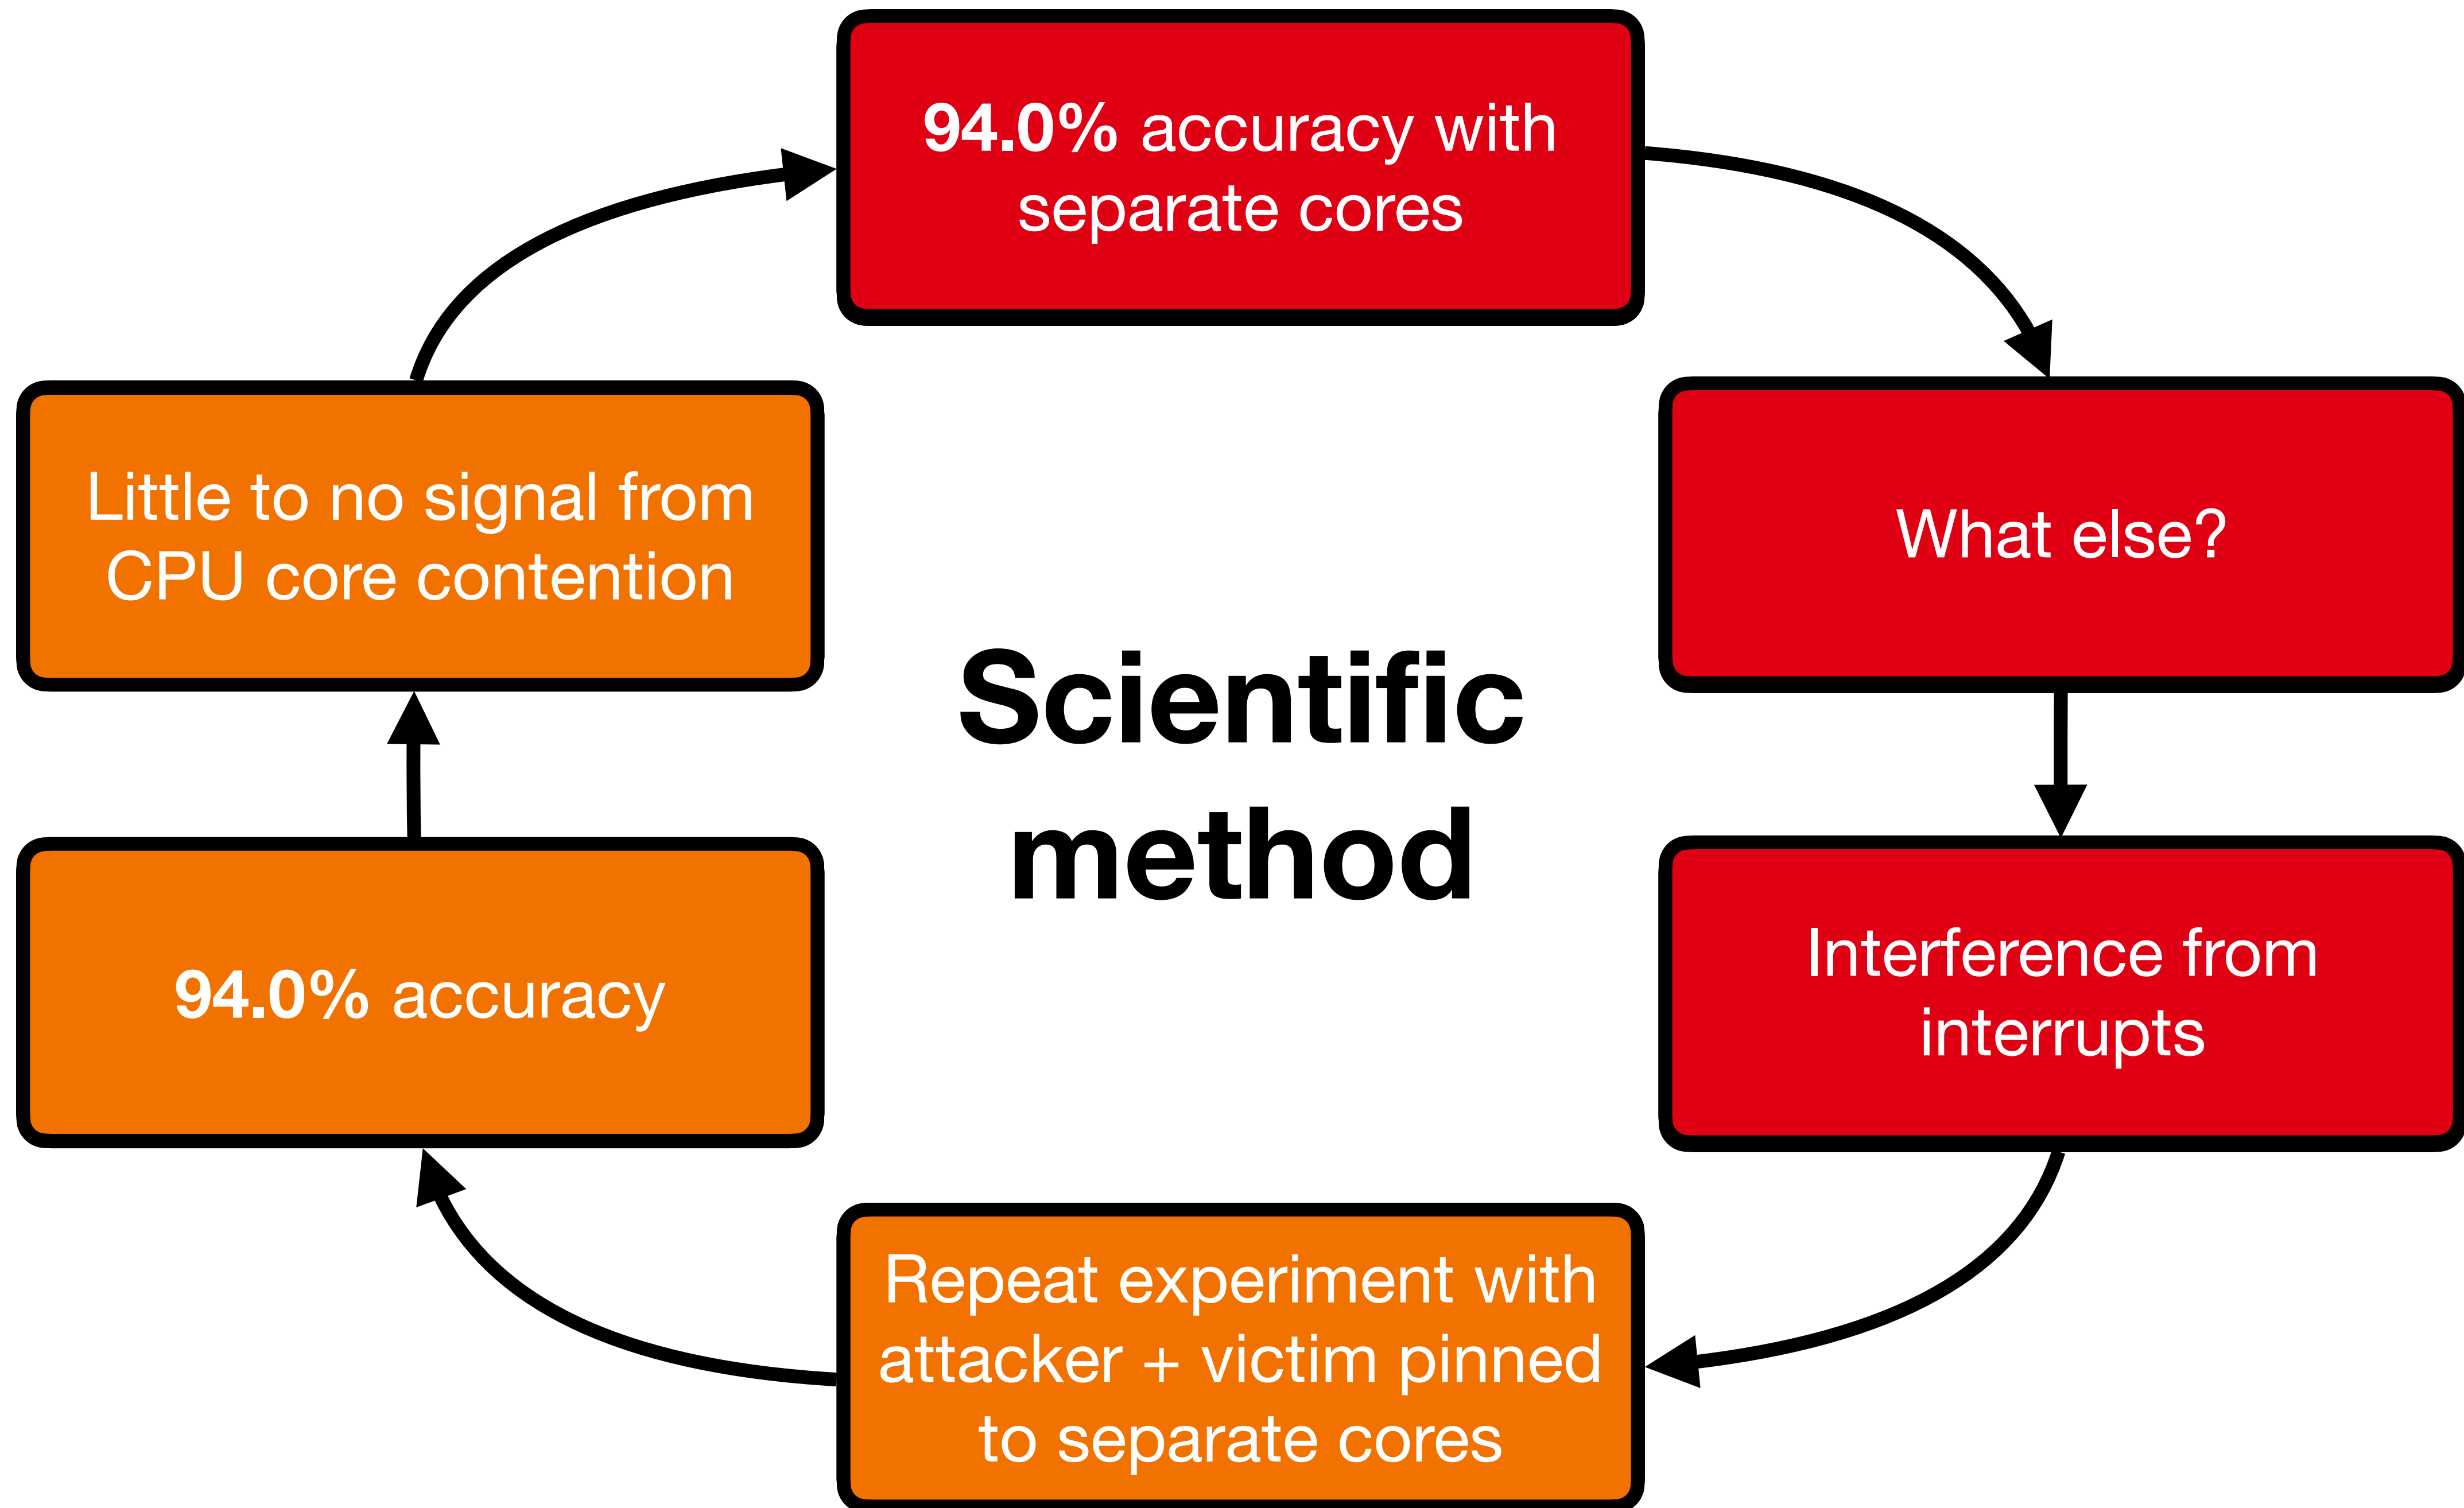 94.0% accuracy with
separate cores
What else?
Interference from
interrupts
Repeat experiment with
attacker + victim pinned
to separate cores
94.0% accuracy
Little to no signal from
CPU core contention
Scientific
method